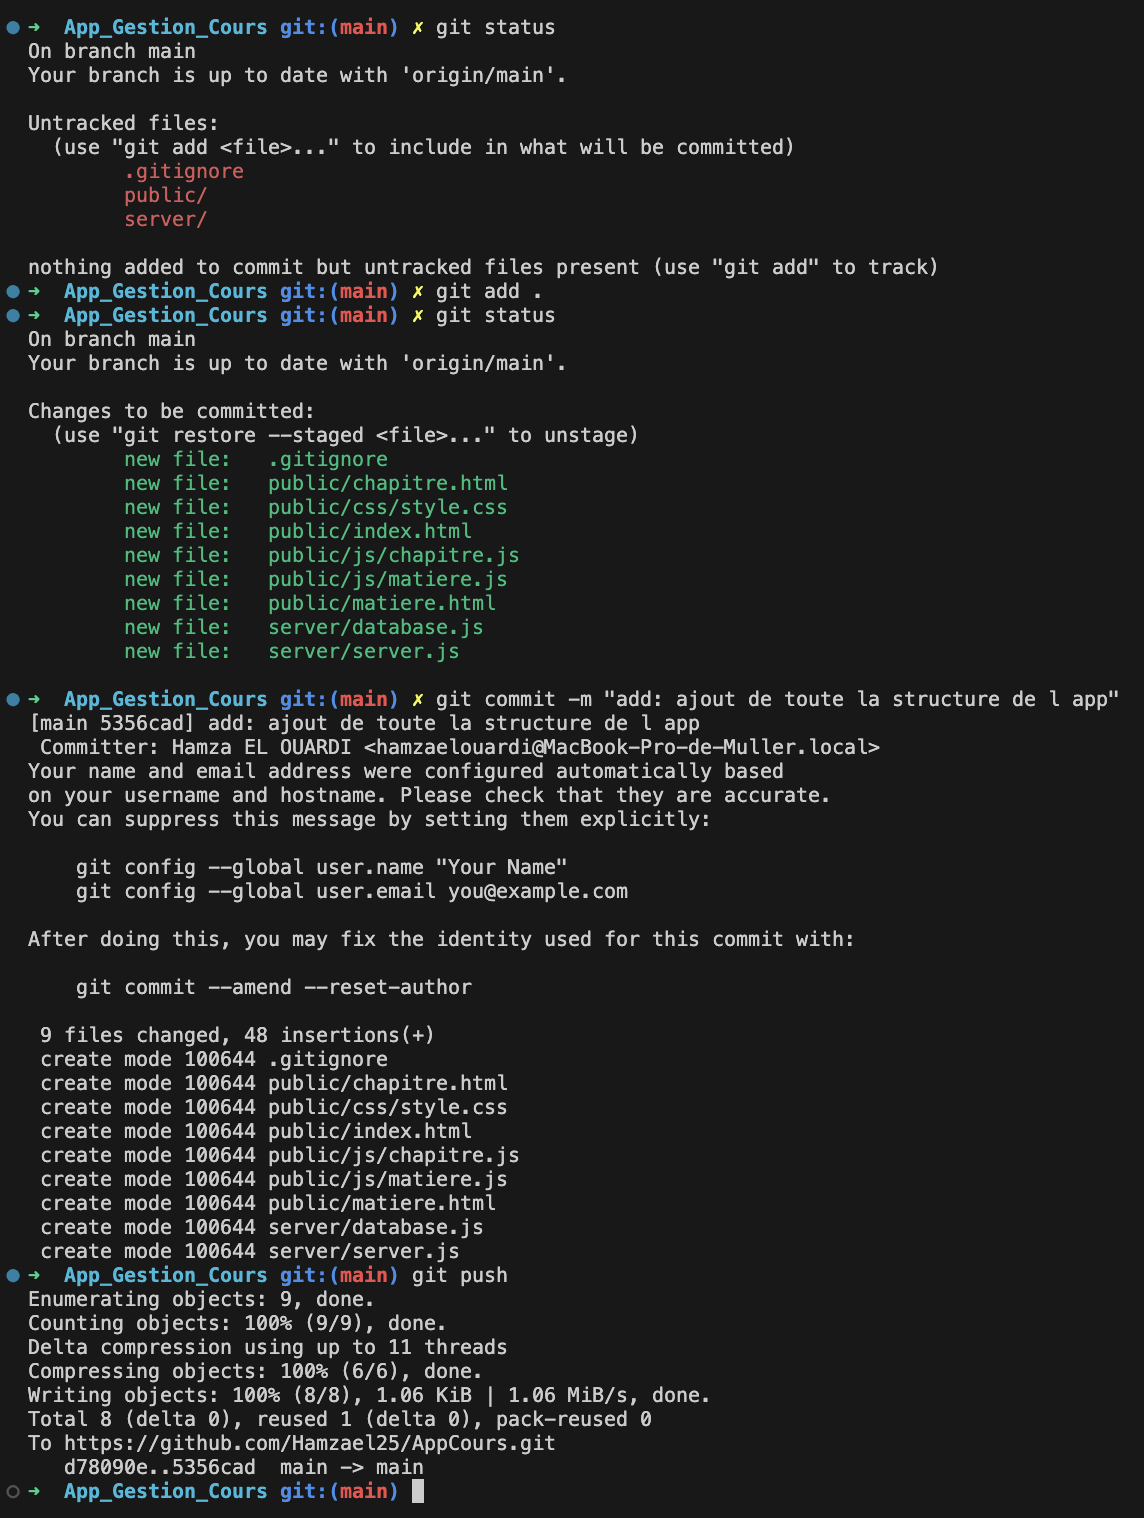 ➜  App_Gestion_Cours git:(main) ✗ git status
On branch main
Your branch is up to date with 'origin/main'.

Untracked files:
  (use "git add <file>..." to include in what will be committed)
        .gitignore
        public/
        server/

nothing added to commit but untracked files present (use "git add" to track)
➜  App_Gestion_Cours git:(main) ✗ git add .
➜  App_Gestion_Cours git:(main) ✗ git status
On branch main
Your branch is up to date with 'origin/main'.

Changes to be committed:
  (use "git restore --staged <file>..." to unstage)
        new file:   .gitignore
        new file:   public/chapitre.html
        new file:   public/css/style.css
        new file:   public/index.html
        new file:   public/js/chapitre.js
        new file:   public/js/matiere.js
        new file:   public/matiere.html
        new file:   server/database.js
        new file:   server/server.js

➜  App_Gestion_Cours git:(main) ✗ git commit -m "add: ajout de toute la structure de l app"
[main 5356cad] add: ajout de toute la structure de l app
 Committer: Hamza EL OUARDI <hamzaelouardi@MacBook-Pro-de-Muller.local>
Your name and email address were configured automatically based
on your username and hostname. Please check that they are accurate.
You can suppress this message by setting them explicitly:

    git config --global user.name "Your Name"
    git config --global user.email you@example.com

After doing this, you may fix the identity used for this commit with:

    git commit --amend --reset-author

 9 files changed, 48 insertions(+)
 create mode 100644 .gitignore
 create mode 100644 public/chapitre.html
 create mode 100644 public/css/style.css
 create mode 100644 public/index.html
 create mode 100644 public/js/chapitre.js
 create mode 100644 public/js/matiere.js
 create mode 100644 public/matiere.html
 create mode 100644 server/database.js
 create mode 100644 server/server.js
➜  App_Gestion_Cours git:(main) git push
Enumerating objects: 9, done.
Counting objects: 100% (9/9), done.
Delta compression using up to 11 threads
Compressing objects: 100% (6/6), done.
Writing objects: 100% (8/8), 1.06 KiB | 1.06 MiB/s, done.
Total 8 (delta 0), reused 1 (delta 0), pack-reused 0
To https://github.com/Hamzael25/AppCours.git
   d78090e..5356cad  main -> main
➜  App_Gestion_Cours git:(main)